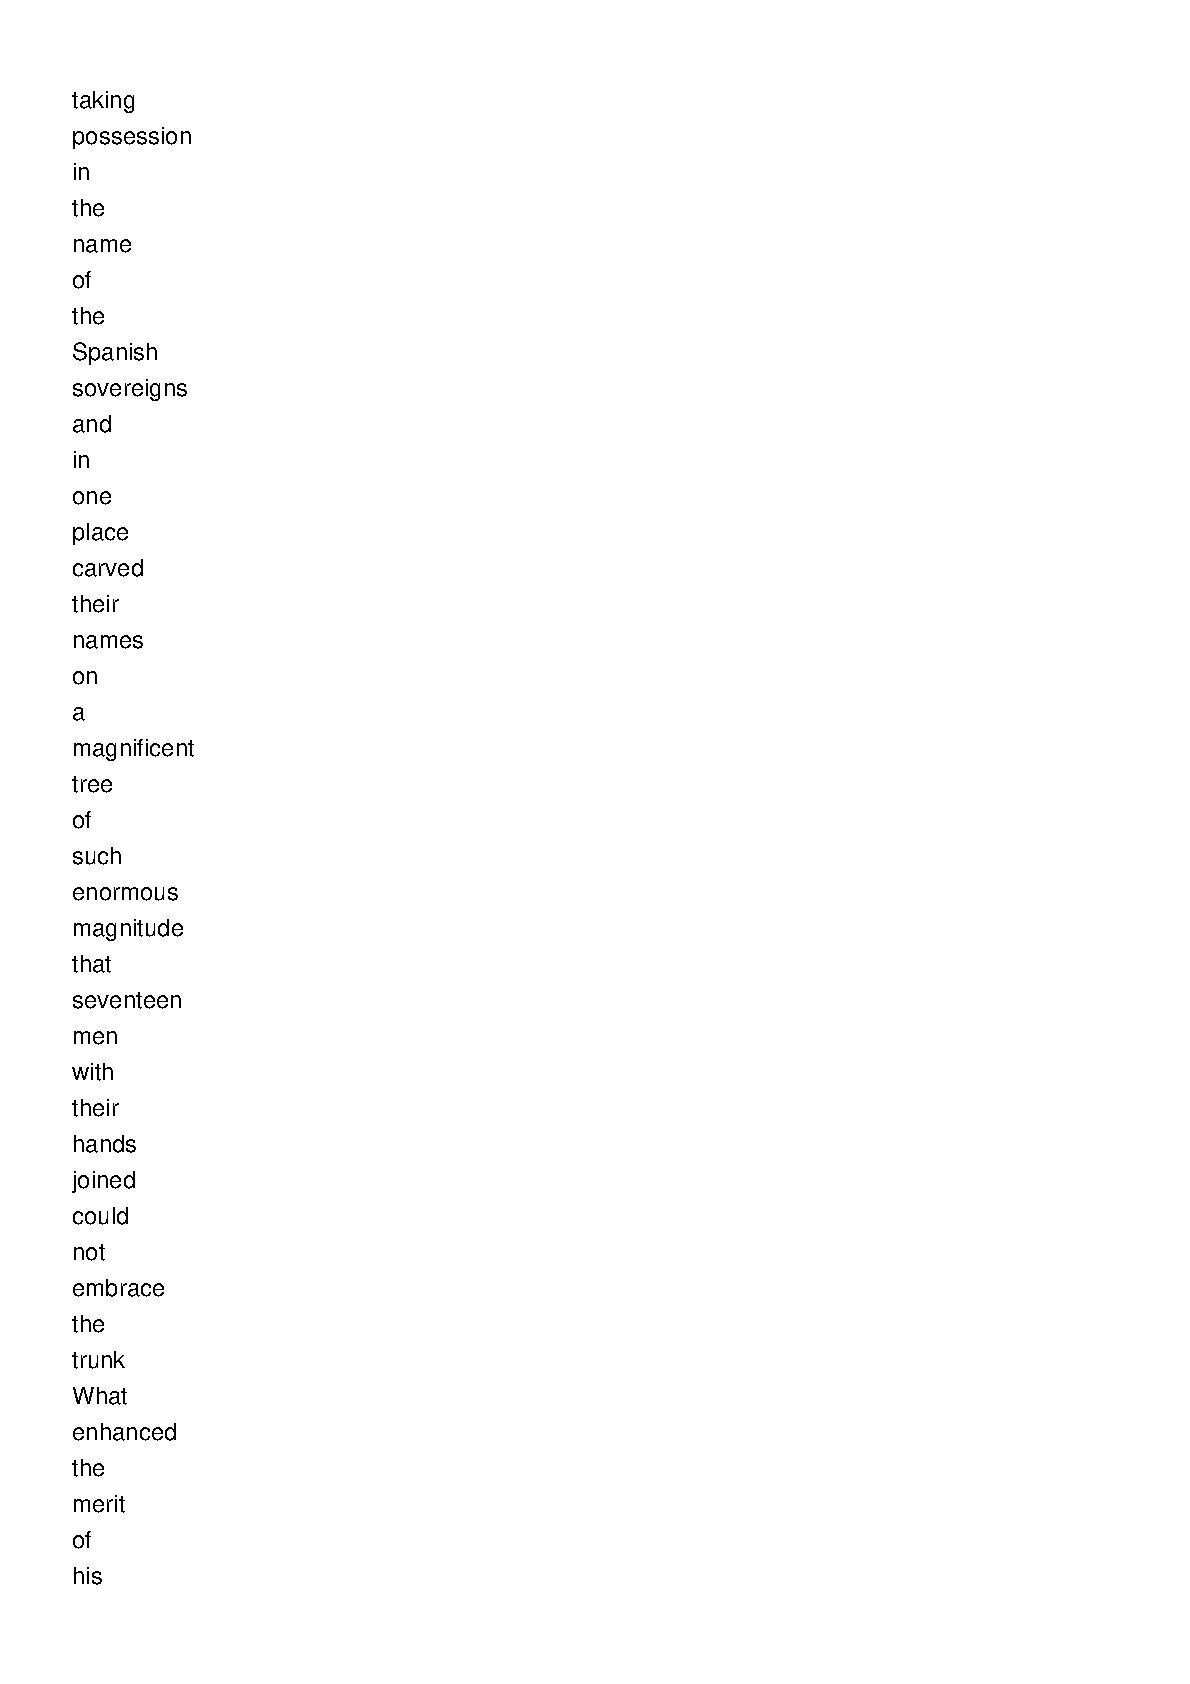 taking
possession
in
the
name
of
the
Spanish
sovereigns
and
in
one
place
carved
their
names
on
a
magnificent
tree
of
such
enormous
magnitude
that
seventeen
men
with
their
hands
joined
could
not
embrace
the
trunk
What
enhanced
the
merit
of
his